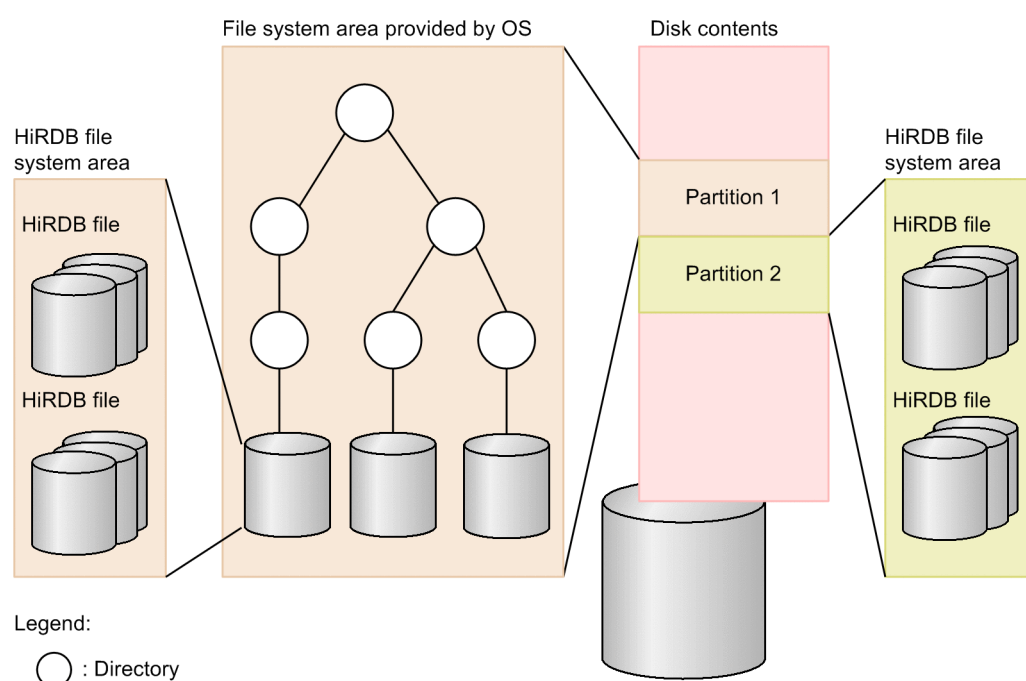 File system area provided by OS
Disk contents
HiRDB file
system area
HiRDB file
system area
Partition 1
HiRDB file
HiRDB file
Partition 2
HiRDB file
HiRDB file
Legend:
: Directory